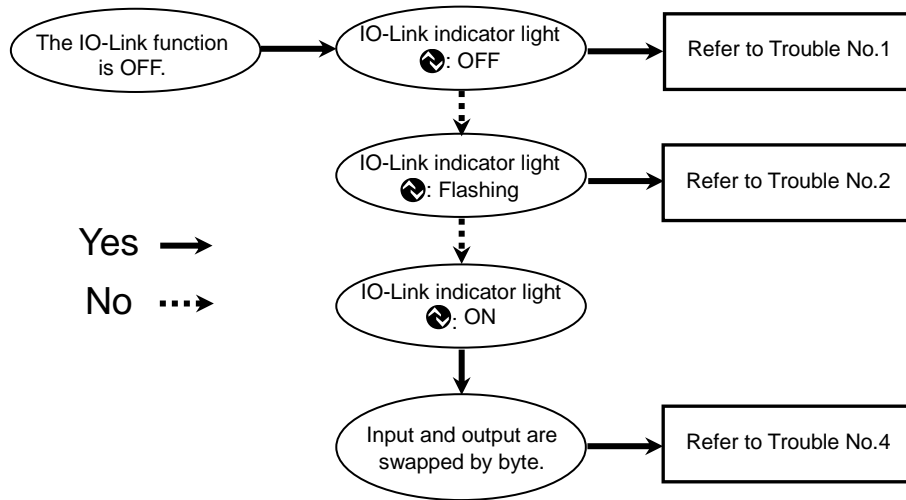 The IO-Link function
is OFF.
IO-Link indicator light
: OFF
Refer to Trouble No.1
IO-Link indicator light
: Flashing
Refer to Trouble No.2
Yes
No
IO-Link indicator light
: ON
Input and output are
swapped by byte.
Refer to Trouble No.4